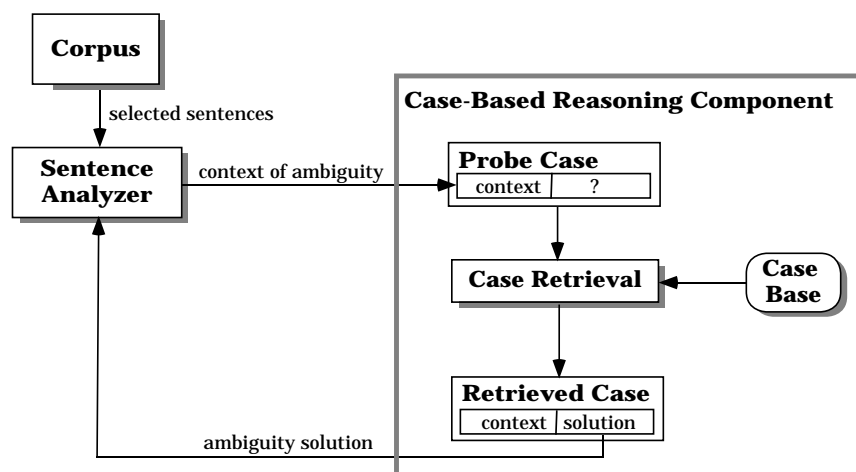 Corpus
selected sentences
Case-Based Reasoning Component
Sentence
Analyzer
context of ambiguity
Probe Case
context ?
Case Retrieval
Case
Base
Retrieved Case
context solution
ambiguity solution